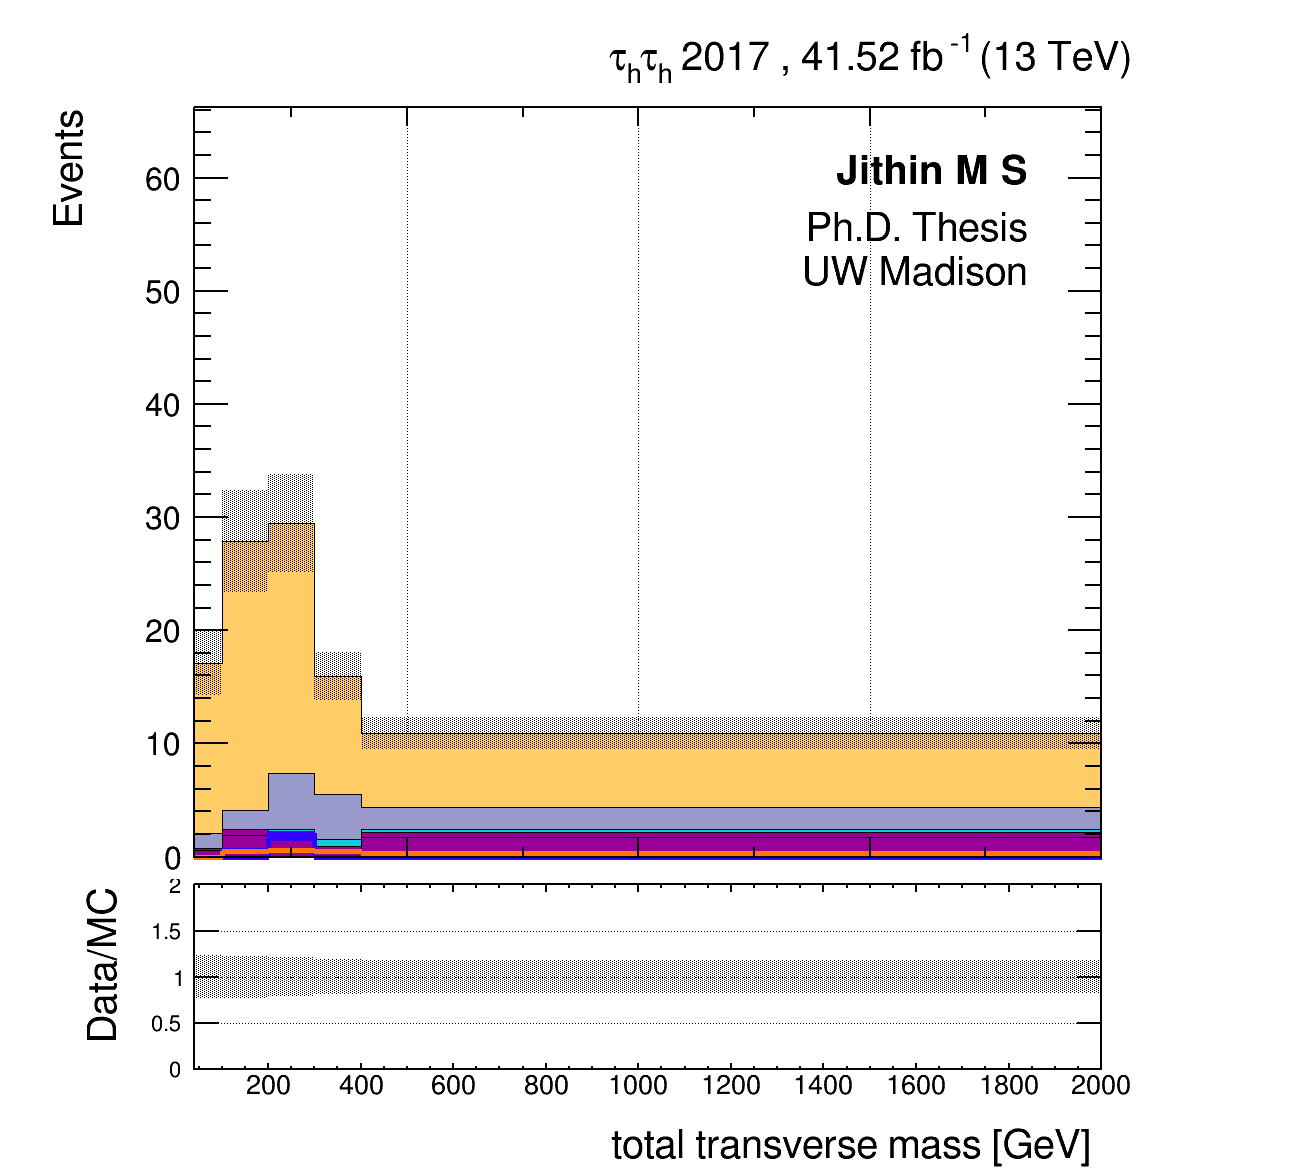 τhτh 2017 , 41.52 fb-1 (13 TeV)
Events
Jithin M S
Ph.D. Thesis
UW Madison
60
50
40
30
20
10
0
Data/MC
2
1.5
1
0.5
0
200 400 600 800 1000 1200 1400 1600 1800 2000
total transverse mass [GeV]